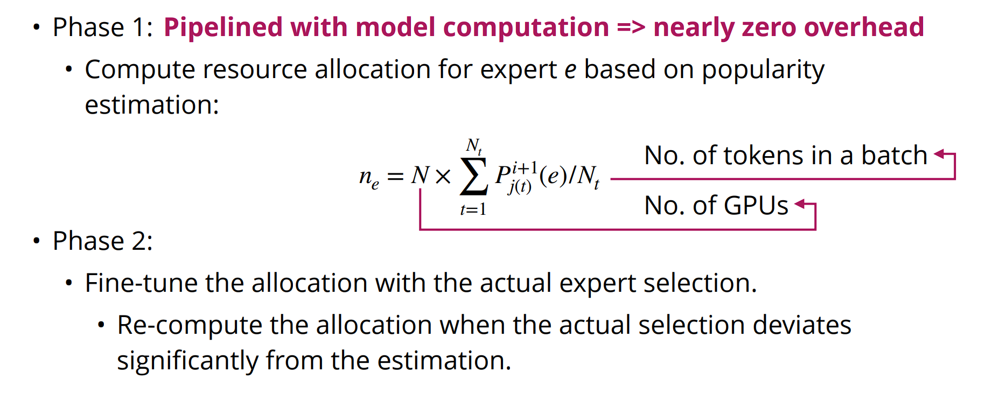 • Phase 1: Pipelined with model computation => nearly zero overhead
• Compute resource allocation for expert e based on popularity
estimation:
n_e = N × ∑_{t=1}^{N_t} P_{j(t)}^{i+1}(e)/N_t
No. of tokens in a batch
No. of GPUs
• Phase 2:
• Fine-tune the allocation with the actual expert selection.
• Re-compute the allocation when the actual selection deviates
significantly from the estimation.